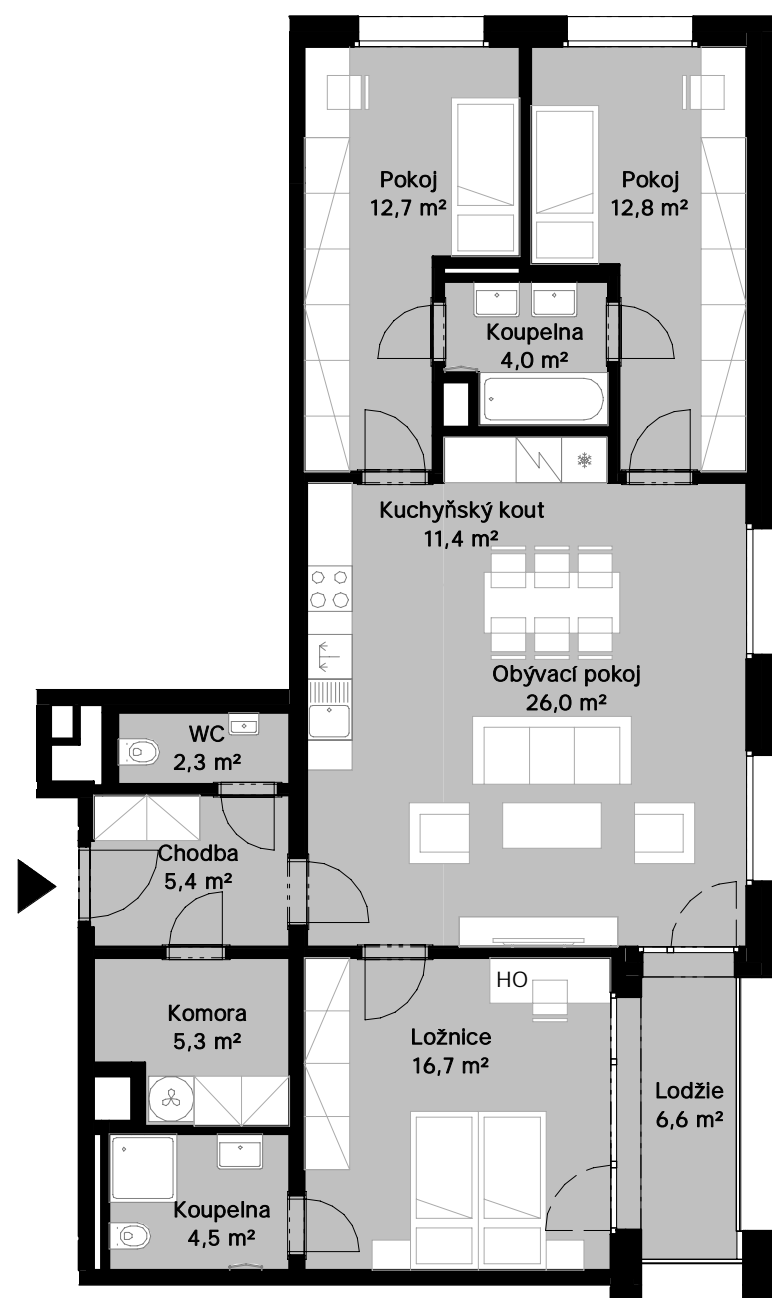 Pokoj
12,7 m²
Pokoj
12,8 m²
Koupelna
4,0 m²
Kuchyňský kout
11,4 m²
Obývací pokoj
26,0 m²
WC
2,3 m²
Chodba
5,4 m²
HO
Komora
5,3 m²
Ložnice
16,7 m²
Lodžie
6,6 m²
Koupelna
4,5 m²